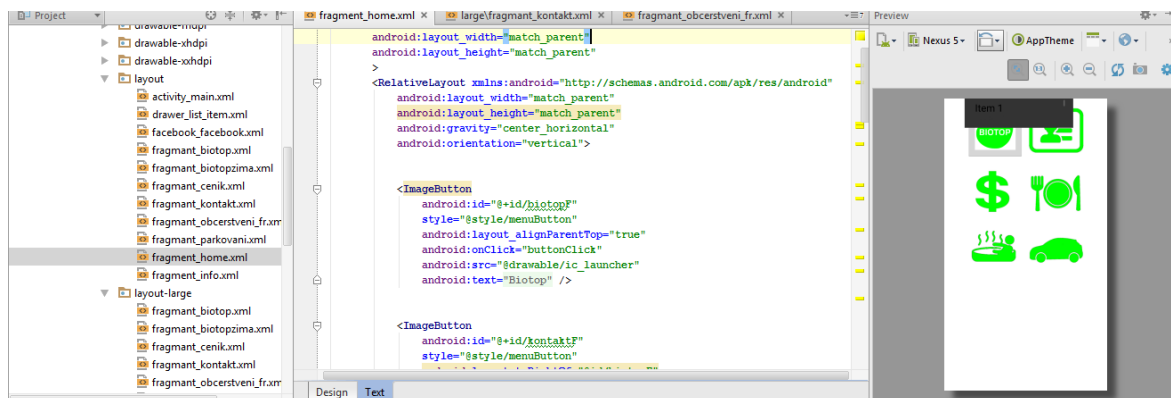 Project
fragment_home.xml ×
large\fragmant_kontakt.xml ×
fragmant_obcerstveni_fr.xml ×
Preview
drawable-xhdpi
drawable-xxhdpi
layout
activity_main.xml
drawer_list_item.xml
facebook_facebook.xml
fragmant_biotop.xml
fragmant_biotopzima.xml
fragmant_cenik.xml
fragmant_kontakt.xml
fragmant_obcerstveni_fr.xm
fragmant_parkovani.xml
fragment_home.xml
fragment_info.xml
layout-large
fragmant_biotop.xml
fragmant_biotopzima.xml
fragmant_cenik.xml
fragmant_kontakt.xml
fragmant_obcerstveni_fr.xm
android:layout_width="match_parent"
android:layout_height="match_parent"
>
<RelativeLayout xmlns:android="http://schemas.android.com/apk/res/android"
android:layout_width="match_parent"
android:layout_height="match_parent"
android:gravity="center_horizontal"
android:orientation="vertical">
<ImageButton
android:id="@+id/biotopF"
style="@style/menuButton"
android:layout_alignParentTop="true"
android:onClick="buttonClick"
android:src="@drawable/ic_launcher"
android:text="Biotop" />
<ImageButton
android:id="@+id/kontaktF"
style="@style/menuButton"
Design Text
Nexus 5
AppTheme
Item 1
BIOTOP
$